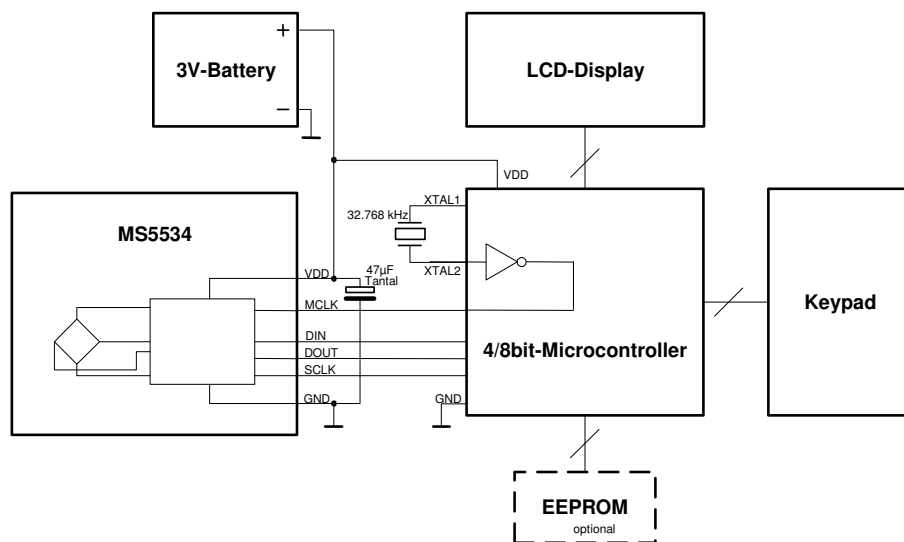 +
3V-Battery
−
LCD-Display
VDD
MS5534
XTAL1
32.768 kHz
XTAL2
VDD
47µF
Tantal
MCLK
DIN
DOUT
SCLK
GND
4/8bit-Microcontroller
GND
Keypad
EEPROM
optional